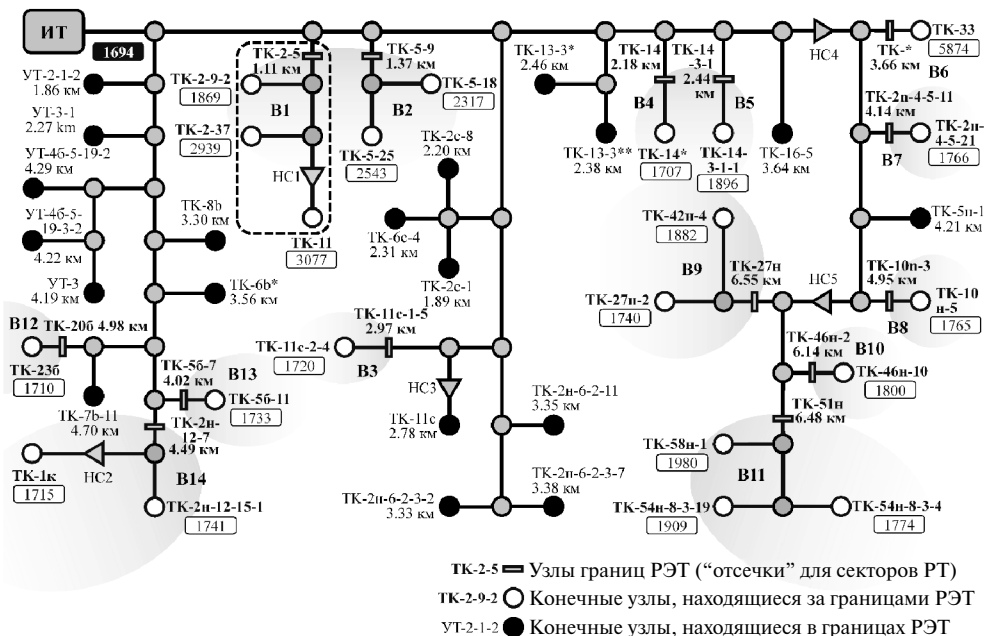 ИТ
1694
УТ-2-1-2
1.86 км
УТ-3-1
2.27 km
УТ-4б-5-19-2
4.29 км
УТ-4б-5-
19-3-2
4.22 км
УТ-3
4.19 км
ТК-8b
3.30 км
ТК-6b*
3.56 км
В12
ТК-20б 4.98 км
ТК-23б
1710
ТК-7b-11
4.70 км
ТК-5б-7
4.02 км
В13
ТК-5б-11
1733
ТК-2н-
12-7
4.49 км
НС2
ТК-1к
1715
В14
ТК-2н-12-15-1
1741
ТК-2-5
1.11 км
ТК-2-9-2
1869
В1
ТК-2-37
2939
НС1
ТК-11
3077
ТК-5-9
1.37 км
ТК-5-18
2317
В2
ТК-5-25
2543
ТК-2с-8
2.20 км
ТК-6с-4
2.31 км
ТК-2с-1
1.89 км
ТК-11с-1-5
2.97 км
ТК-11с-2-4
1720
В3
НС3
ТК-11с
2.78 км
ТК-2н-6-2-11
3.35 км
ТК-2п-6-2-3-7
3.38 км
ТК-2п-6-2-3-2
3.33 км
ТК-13-3*
2.46 км
ТК-13-3**
2.38 км
ТК-14
2.18 км
В4
ТК-14*
1707
ТК-14
-3-1
2.44
км
В5
ТК-14-
3-1-1
1896
ТК-16-5
3.64 км
НС4
ТК-33
5874
ТК-*
3.66 км
В6
ТК-2п-4-5-11
4.14 км
ТК-2н-
4-5-21
1766
В7
ТК-5п-1
4.21 км
ТК-10п-3
4.95 км
ТК-10
н-5
1765
В8
НС5
ТК-42н-4
1882
В9
ТК-27н
6.55 км
ТК-27п-2
1740
ТК-46н-2
6.14 км
В10
ТК-46н-10
1800
ТК-51н
6.48 км
ТК-58н-1
1980
В11
ТК-54н-8-3-19
1909
ТК-54н-8-3-4
1774
ТК-2-5 Узлы границ РЭТ (“отсечки” для секторов РТ)
ТК-2-9-2 Конечные узлы, находящиеся за границами РЭТ
УТ-2-1-2 Конечные узлы, находящиеся в границах РЭТ